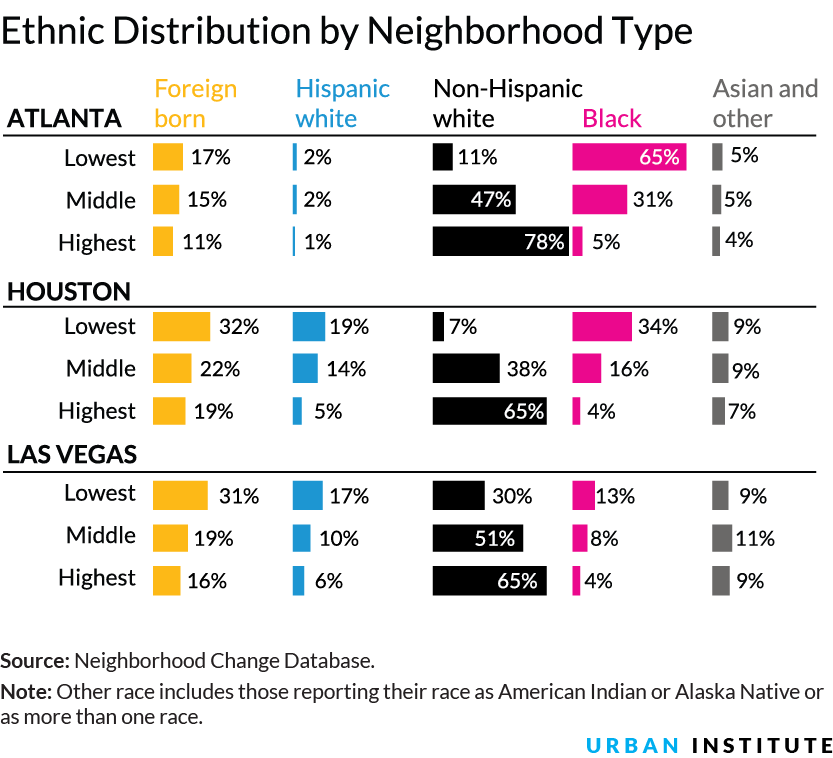 Ethnic Distribution by Neighborhood Type
Foreign born Hispanic white Non-Hispanic white Black Asian and other
ATLANTA
Lowest 17% 2% 11% 65% 5%
Middle 15% 2% 47% 31% 5%
Highest 11% 1% 78% 5% 4%
HOUSTON
Lowest 32% 19% 7% 34% 9%
Middle 22% 14% 38% 16% 9%
Highest 19% 5% 65% 4% 7%
LAS VEGAS
Lowest 31% 17% 30% 13% 9%
Middle 19% 10% 51% 8% 11%
Highest 16% 6% 65% 4% 9%
Source: Neighborhood Change Database.
Note: Other race includes those reporting their race as American Indian or Alaska Native or
as more than one race.
URBAN INSTITUTE